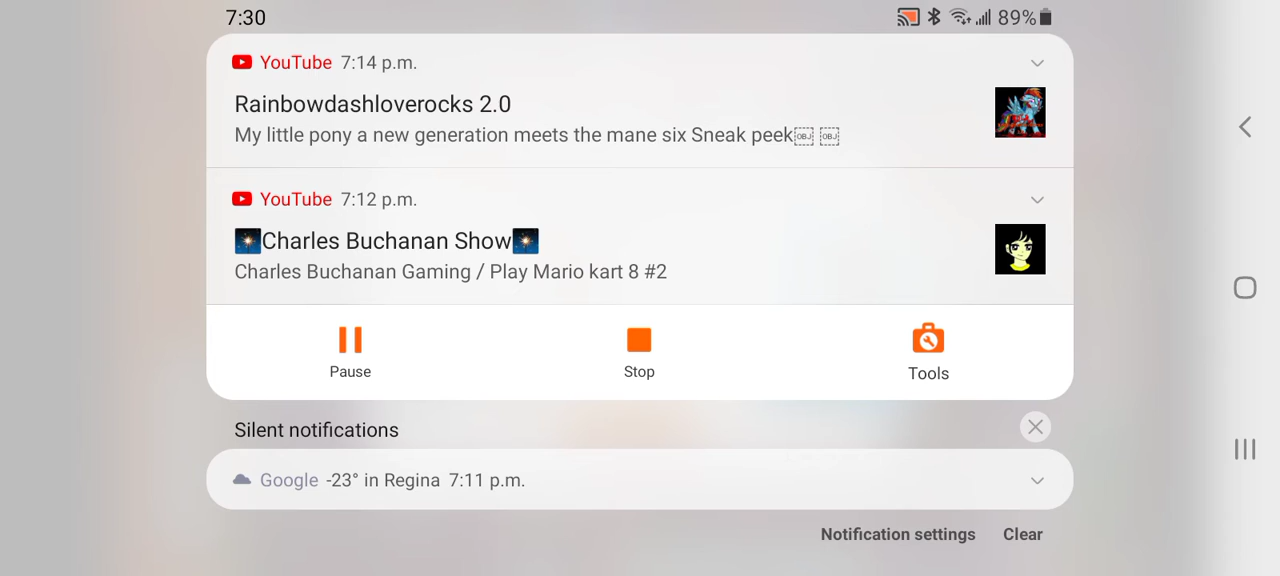 7:30 89%
YouTube 7:14 p.m.
Rainbowdashloverocks 2.0
My little pony a new generation meets the mane six Sneak peek￼ ￼
YouTube 7:12 p.m.
🎇Charles Buchanan Show🎇
Charles Buchanan Gaming / Play Mario kart 8 #2
Pause Stop Tools
Silent notifications
Google -23° in Regina 7:11 p.m.
Notification settings Clear